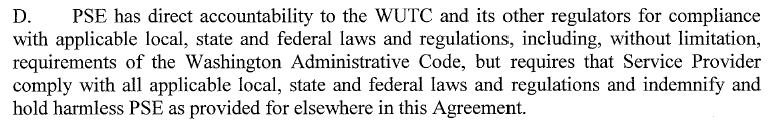 D. PSE has direct accountability to the WUTC and its other regulators for compliance
with applicable local, state and federal laws and regulations, including, without limitation,
requirements of the Washington Administrative Code, but requires that Service Provider
comply with all applicable local, state and federal laws and regulations and indemnify and
hold harmless PSE as provided for elsewhere in this Agreement.